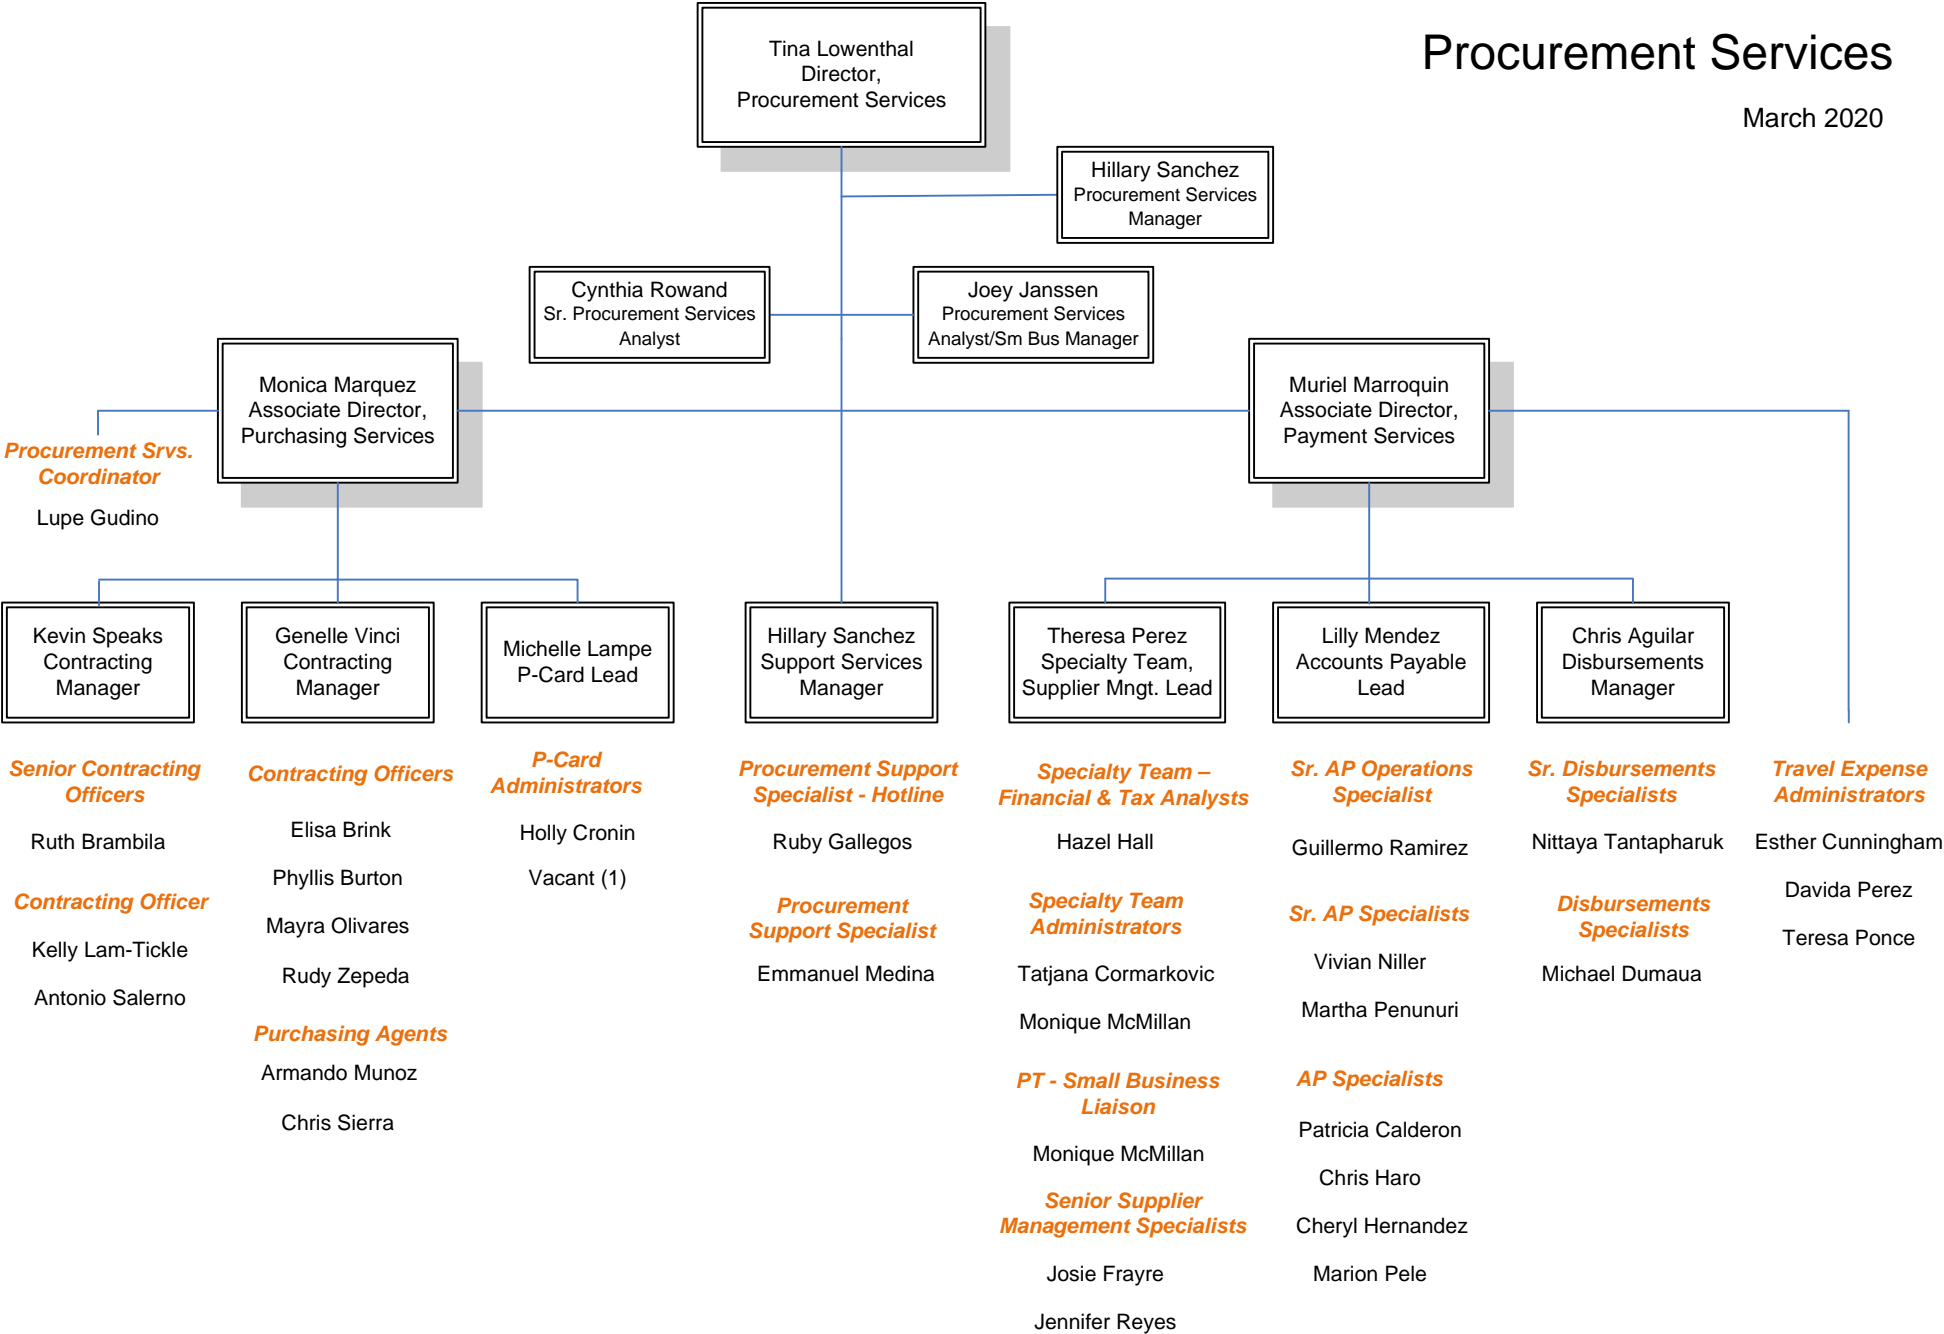 Procurement Services
March 2020
Tina Lowenthal
Director,
Procurement Services
Hillary Sanchez
Procurement Services
Manager
Cynthia Rowand
Sr. Procurement Services
Analyst
Joey Janssen
Procurement Services
Analyst/Sm Bus Manager
Monica Marquez
Associate Director,
Purchasing Services
Muriel Marroquin
Associate Director,
Payment Services
Procurement Srvs.
Coordinator
Lupe Gudino
Kevin Speaks
Contracting
Manager
Senior Contracting
Officers
Ruth Brambila
Contracting Officer
Kelly Lam-Tickle
Antonio Salerno
Genelle Vinci
Contracting
Manager
Contracting Officers
Elisa Brink
Phyllis Burton
Mayra Olivares
Rudy Zepeda
Purchasing Agents
Armando Munoz
Chris Sierra
Michelle Lampe
P-Card Lead
P-Card
Administrators
Holly Cronin
Vacant (1)
Hillary Sanchez
Support Services
Manager
Procurement Support
Specialist - Hotline
Ruby Gallegos
Procurement
Support Specialist
Emmanuel Medina
Theresa Perez
Specialty Team,
Supplier Mngt. Lead
Specialty Team –
Financial & Tax Analysts
Hazel Hall
Specialty Team
Administrators
Tatjana Cormarkovic
Monique McMillan
PT - Small Business
Liaison
Monique McMillan
Senior Supplier
Management Specialists
Josie Frayre
Jennifer Reyes
Lilly Mendez
Accounts Payable
Lead
Sr. AP Operations
Specialist
Guillermo Ramirez
Sr. AP Specialists
Vivian Niller
Martha Penunuri
AP Specialists
Patricia Calderon
Chris Haro
Cheryl Hernandez
Marion Pele
Chris Aguilar
Disbursements
Manager
Sr. Disbursements
Specialists
Nittaya Tantapharuk
Disbursements
Specialists
Michael Dumaua
Travel Expense
Administrators
Esther Cunningham
Davida Perez
Teresa Ponce